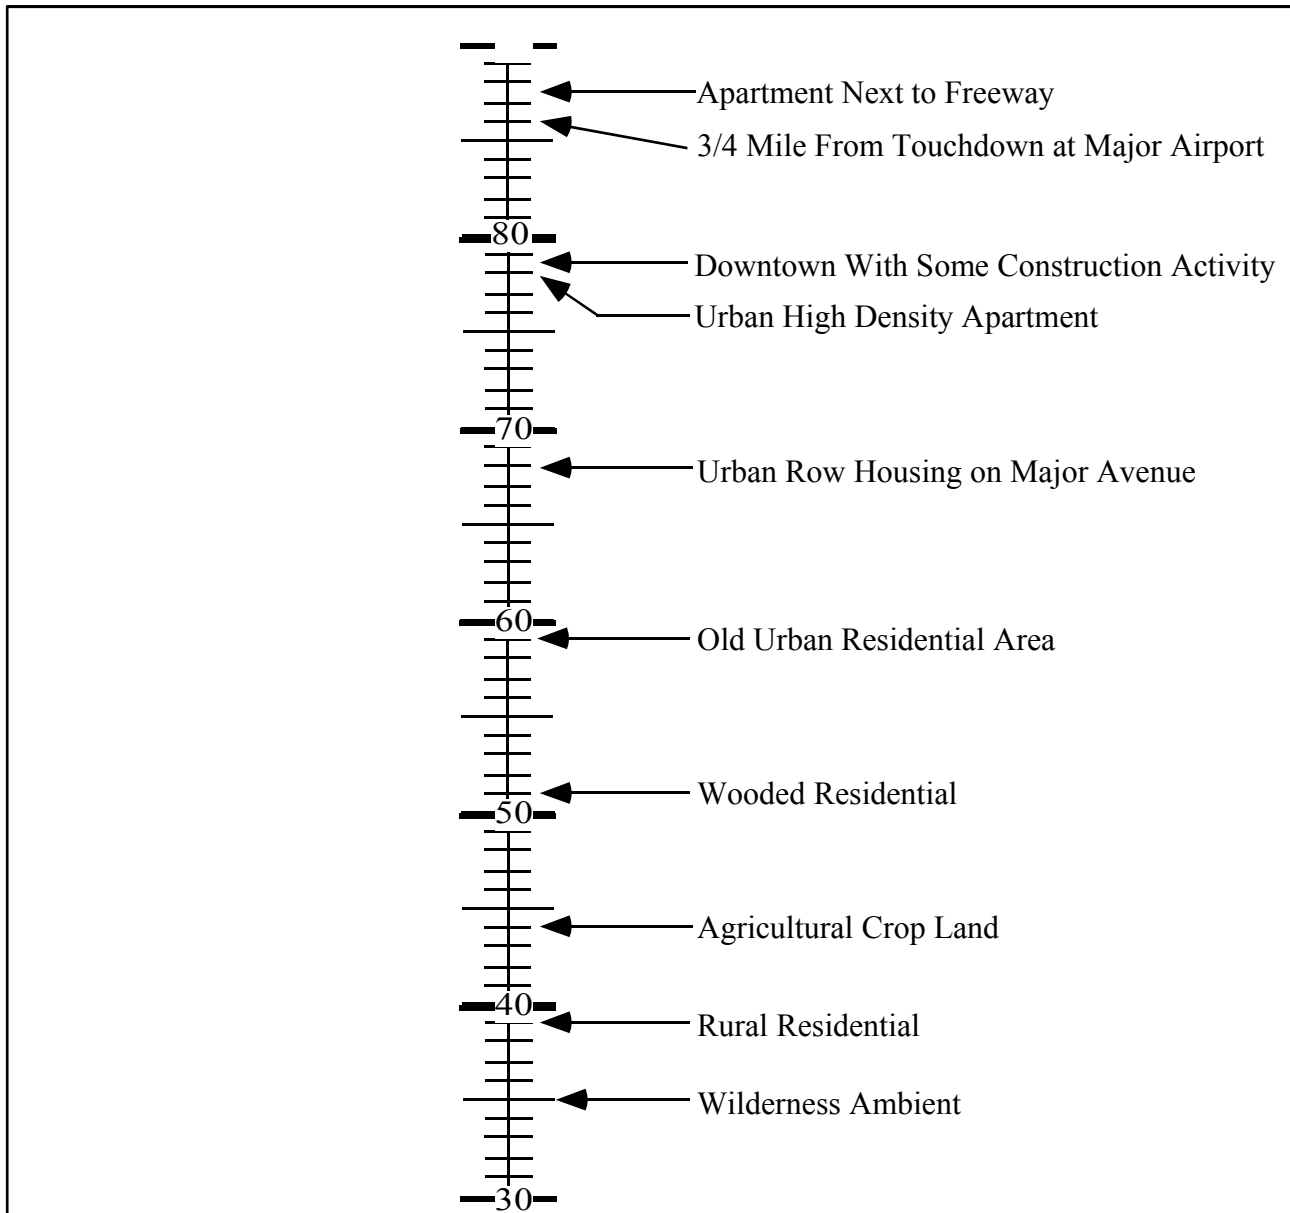 Apartment Next to Freeway
3/4 Mile From Touchdown at Major Airport
80
Downtown With Some Construction Activity
Urban High Density Apartment
70
Urban Row Housing on Major Avenue
60
Old Urban Residential Area
Wooded Residential
50
Agricultural Crop Land
40
Rural Residential
Wilderness Ambient
30